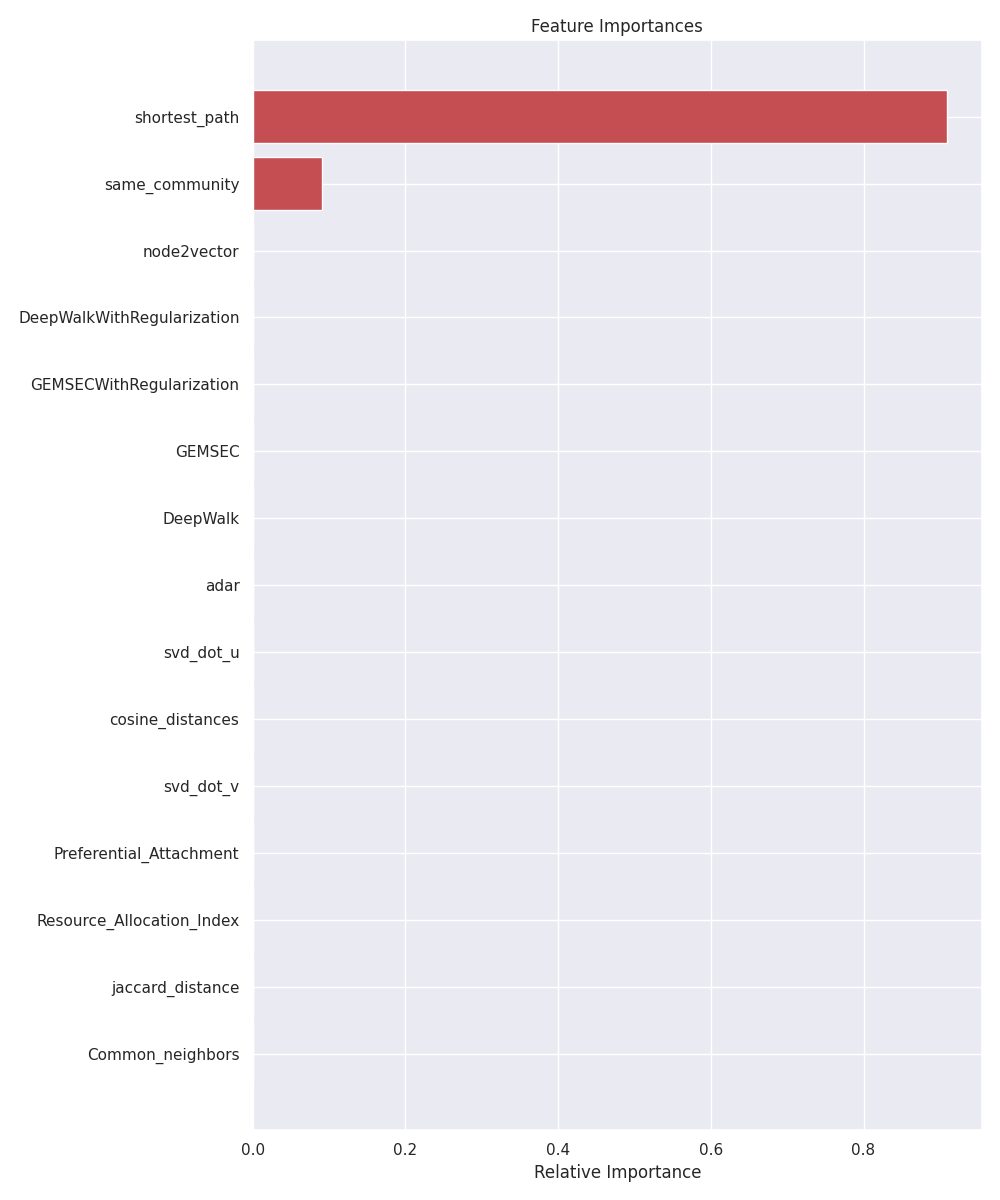 Feature Importances
shortest_path
same_community
node2vector
DeepWalkWithRegularization
GEMSECWithRegularization
GEMSEC
DeepWalk
adar
svd_dot_u
cosine_distances
svd_dot_v
Preferential_Attachment
Resource_Allocation_Index
jaccard_distance
Common_neighbors
0.0 0.2 0.4 0.6 0.8
Relative Importance